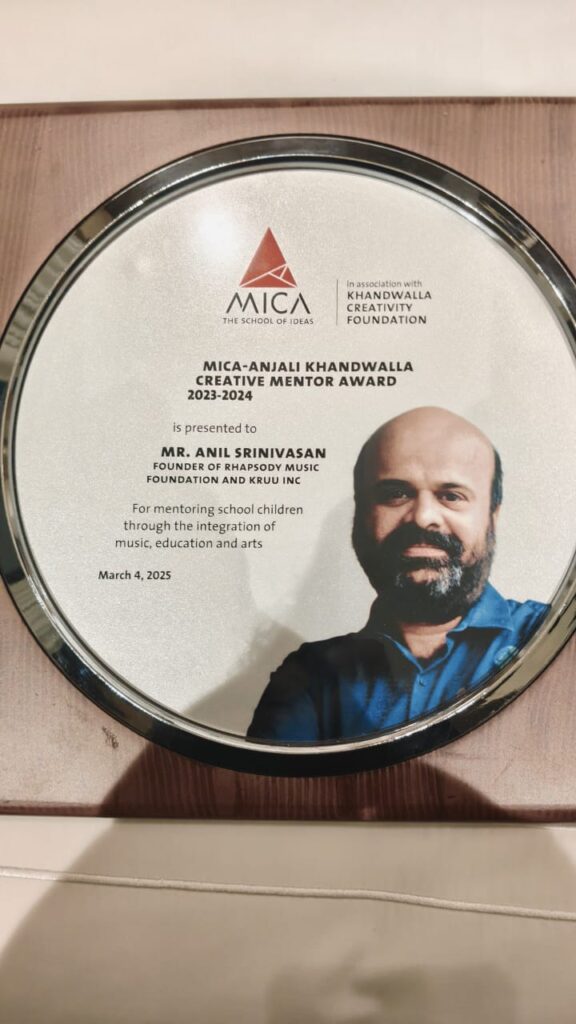 MICA
THE SCHOOL OF IDEAS
in association with
KHANDWALLA
CREATIVITY
FOUNDATION
MICA-ANJALI KHANDWALLA
CREATIVE MENTOR AWARD
2023-2024
is presented to
MR. ANIL SRINIVASAN
FOUNDER OF RHAPSODY MUSIC
FOUNDATION AND KRUU INC
For mentoring school children
through the integration of
music, education and arts
March 4, 2025